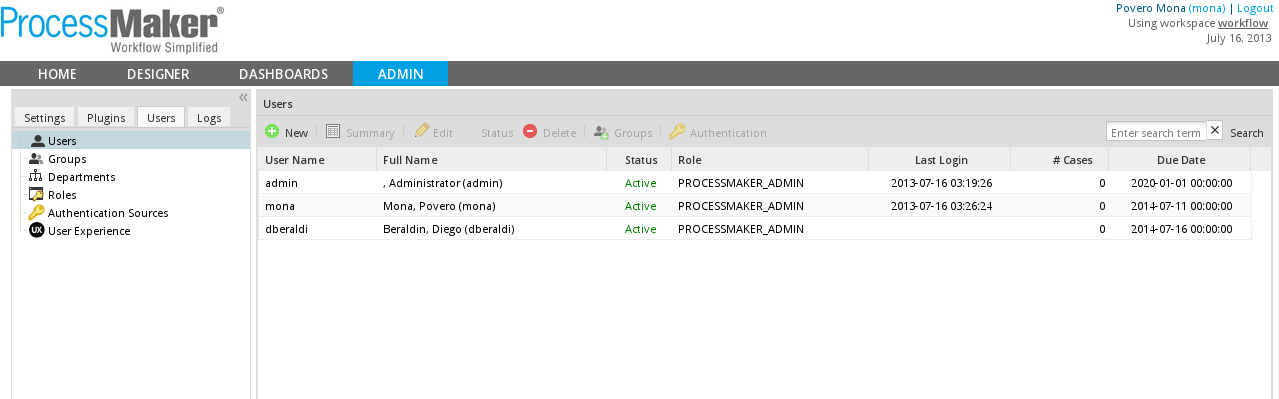 ProcessMaker®
Workflow Simplified
Povero Mona (mona) | Logout
Using workspace workflow
July 16, 2013
HOME DESIGNER DASHBOARDS ADMIN
Settings Plugins Users Logs
Users
Groups
Departments
Roles
Authentication Sources
UX User Experience
Users
New Summary Edit Status Delete Groups Authentication Enter search term Search
User Name Full Name Status Role Last Login # Cases Due Date
admin , Administrator (admin) Active PROCESSMAKER_ADMIN 2013-07-16 03:19:26 0 2020-01-01 00:00:00
mona Mona, Povero (mona) Active PROCESSMAKER_ADMIN 2013-07-16 03:26:24 0 2014-07-11 00:00:00
dberaldi Beraldin, Diego (dberaldi) Active PROCESSMAKER_ADMIN 0 2014-07-16 00:00:00